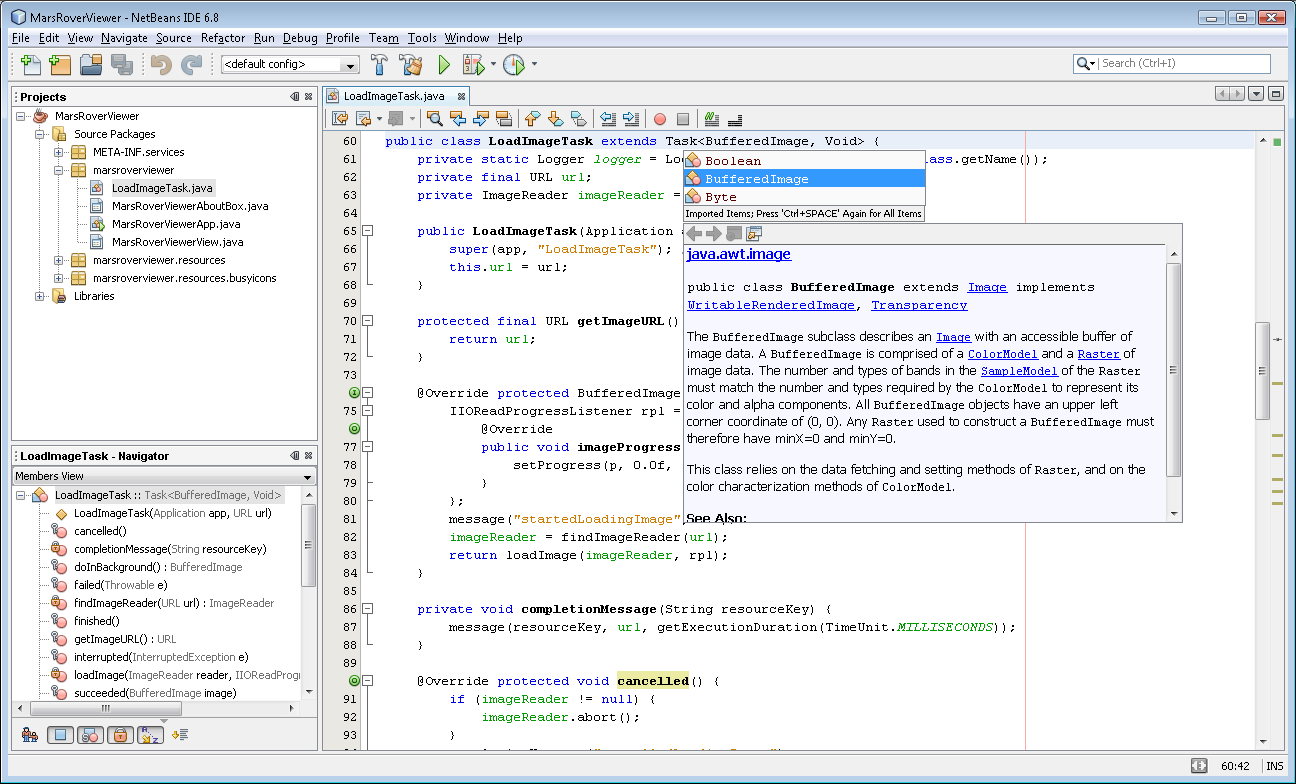 MarsRoverViewer - NetBeans IDE 6.8
File Edit View Navigate Source Refactor Run Debug Profile Team Tools Window Help
<default config>
Search (Ctrl+I)
Projects
MarsRoverViewer
Source Packages
META-INF.services
marsroverviewer
LoadImageTask.java
MarsRoverViewerAboutBox.java
MarsRoverViewerApp.java
MarsRoverViewerView.java
marsroverviewer.resources
marsroverviewer.resources.busyicons
Libraries
LoadImageTask - Navigator
Members View
LoadImageTask :: Task<BufferedImage, Void>
LoadImageTask(Application app, URL url)
cancelled()
completionMessage(String resourceKey)
doInBackground() : BufferedImage
failed(Throwable e)
findImageReader(URL url) : ImageReader
finished()
getImageURL() : URL
interrupted(InterruptedException e)
loadImage(ImageReader reader, IIOReadProg
succeeded(BufferedImage image)
LoadImageTask.java
60 public class LoadImageTask extends Task<BufferedImage, Void> {
61 private static Logger logger = Lo class.getName());
62 private final URL url;
63 private ImageReader imageReader =
64
65 public LoadImageTask(Application
66 super(app, "LoadImageTask");
67 this.url = url;
68 }
69
70 protected final URL getImageURL()
71 return url;
72 }
73
@Override protected BufferedImage
75 IIOReadProgressListener rpl =
@Override
77 public void imageProgress
78 setProgress(p, 0.0f,
79 }
80 };
81 message("startedLoadingImage",
82 imageReader = findImageReader(url);
83 return loadImage(imageReader, rpl);
84 }
85
86 private void completionMessage(String resourceKey) {
87 message(resourceKey, url, getExecutionDuration(TimeUnit.MILLISECONDS));
88 }
89
@Override protected void cancelled() {
91 if (imageReader != null) {
92 imageReader.abort();
93 }
Boolean
BufferedImage
Byte
Imported Items; Press 'Ctrl+SPACE' Again for All Items
java.awt.image
public class BufferedImage extends Image implements
WritableRenderedImage, Transparency
The BufferedImage subclass describes an Image with an accessible buffer of
image data. A BufferedImage is comprised of a ColorModel and a Raster of
image data. The number and types of bands in the SampleModel of the Raster
must match the number and types required by the ColorModel to represent its
color and alpha components. All BufferedImage objects have an upper left
corner coordinate of (0, 0). Any Raster used to construct a BufferedImage must
therefore have minX=0 and minY=0.
This class relies on the data fetching and setting methods of Raster, and on the
color characterization methods of ColorModel.
See Also:
60:42 INS